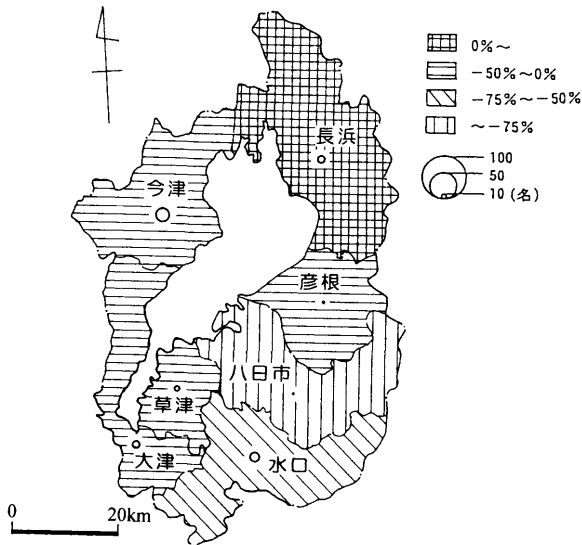 0%～
-50%～0%
-75%～-50%
～-75%
100
50
10(名)
長浜
今津
彦根
八日市
草津
大津
水口
0 20km